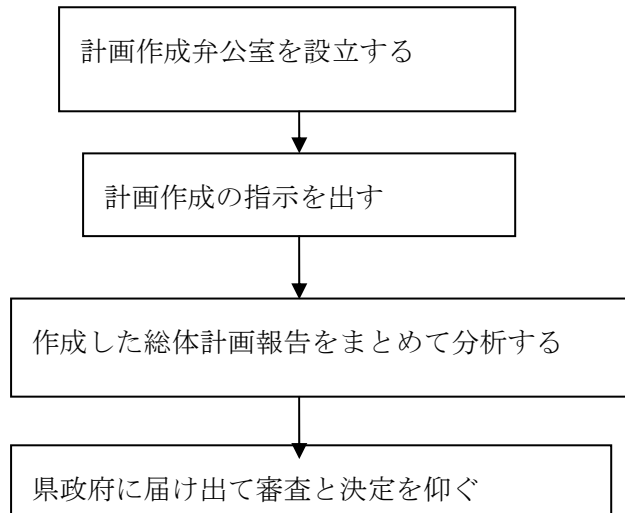 計画作成弁公室を設立する
計画作成の指示を出す
作成した総体計画報告をまとめて分析する
県政府に届け出て審査と決定を仰ぐ